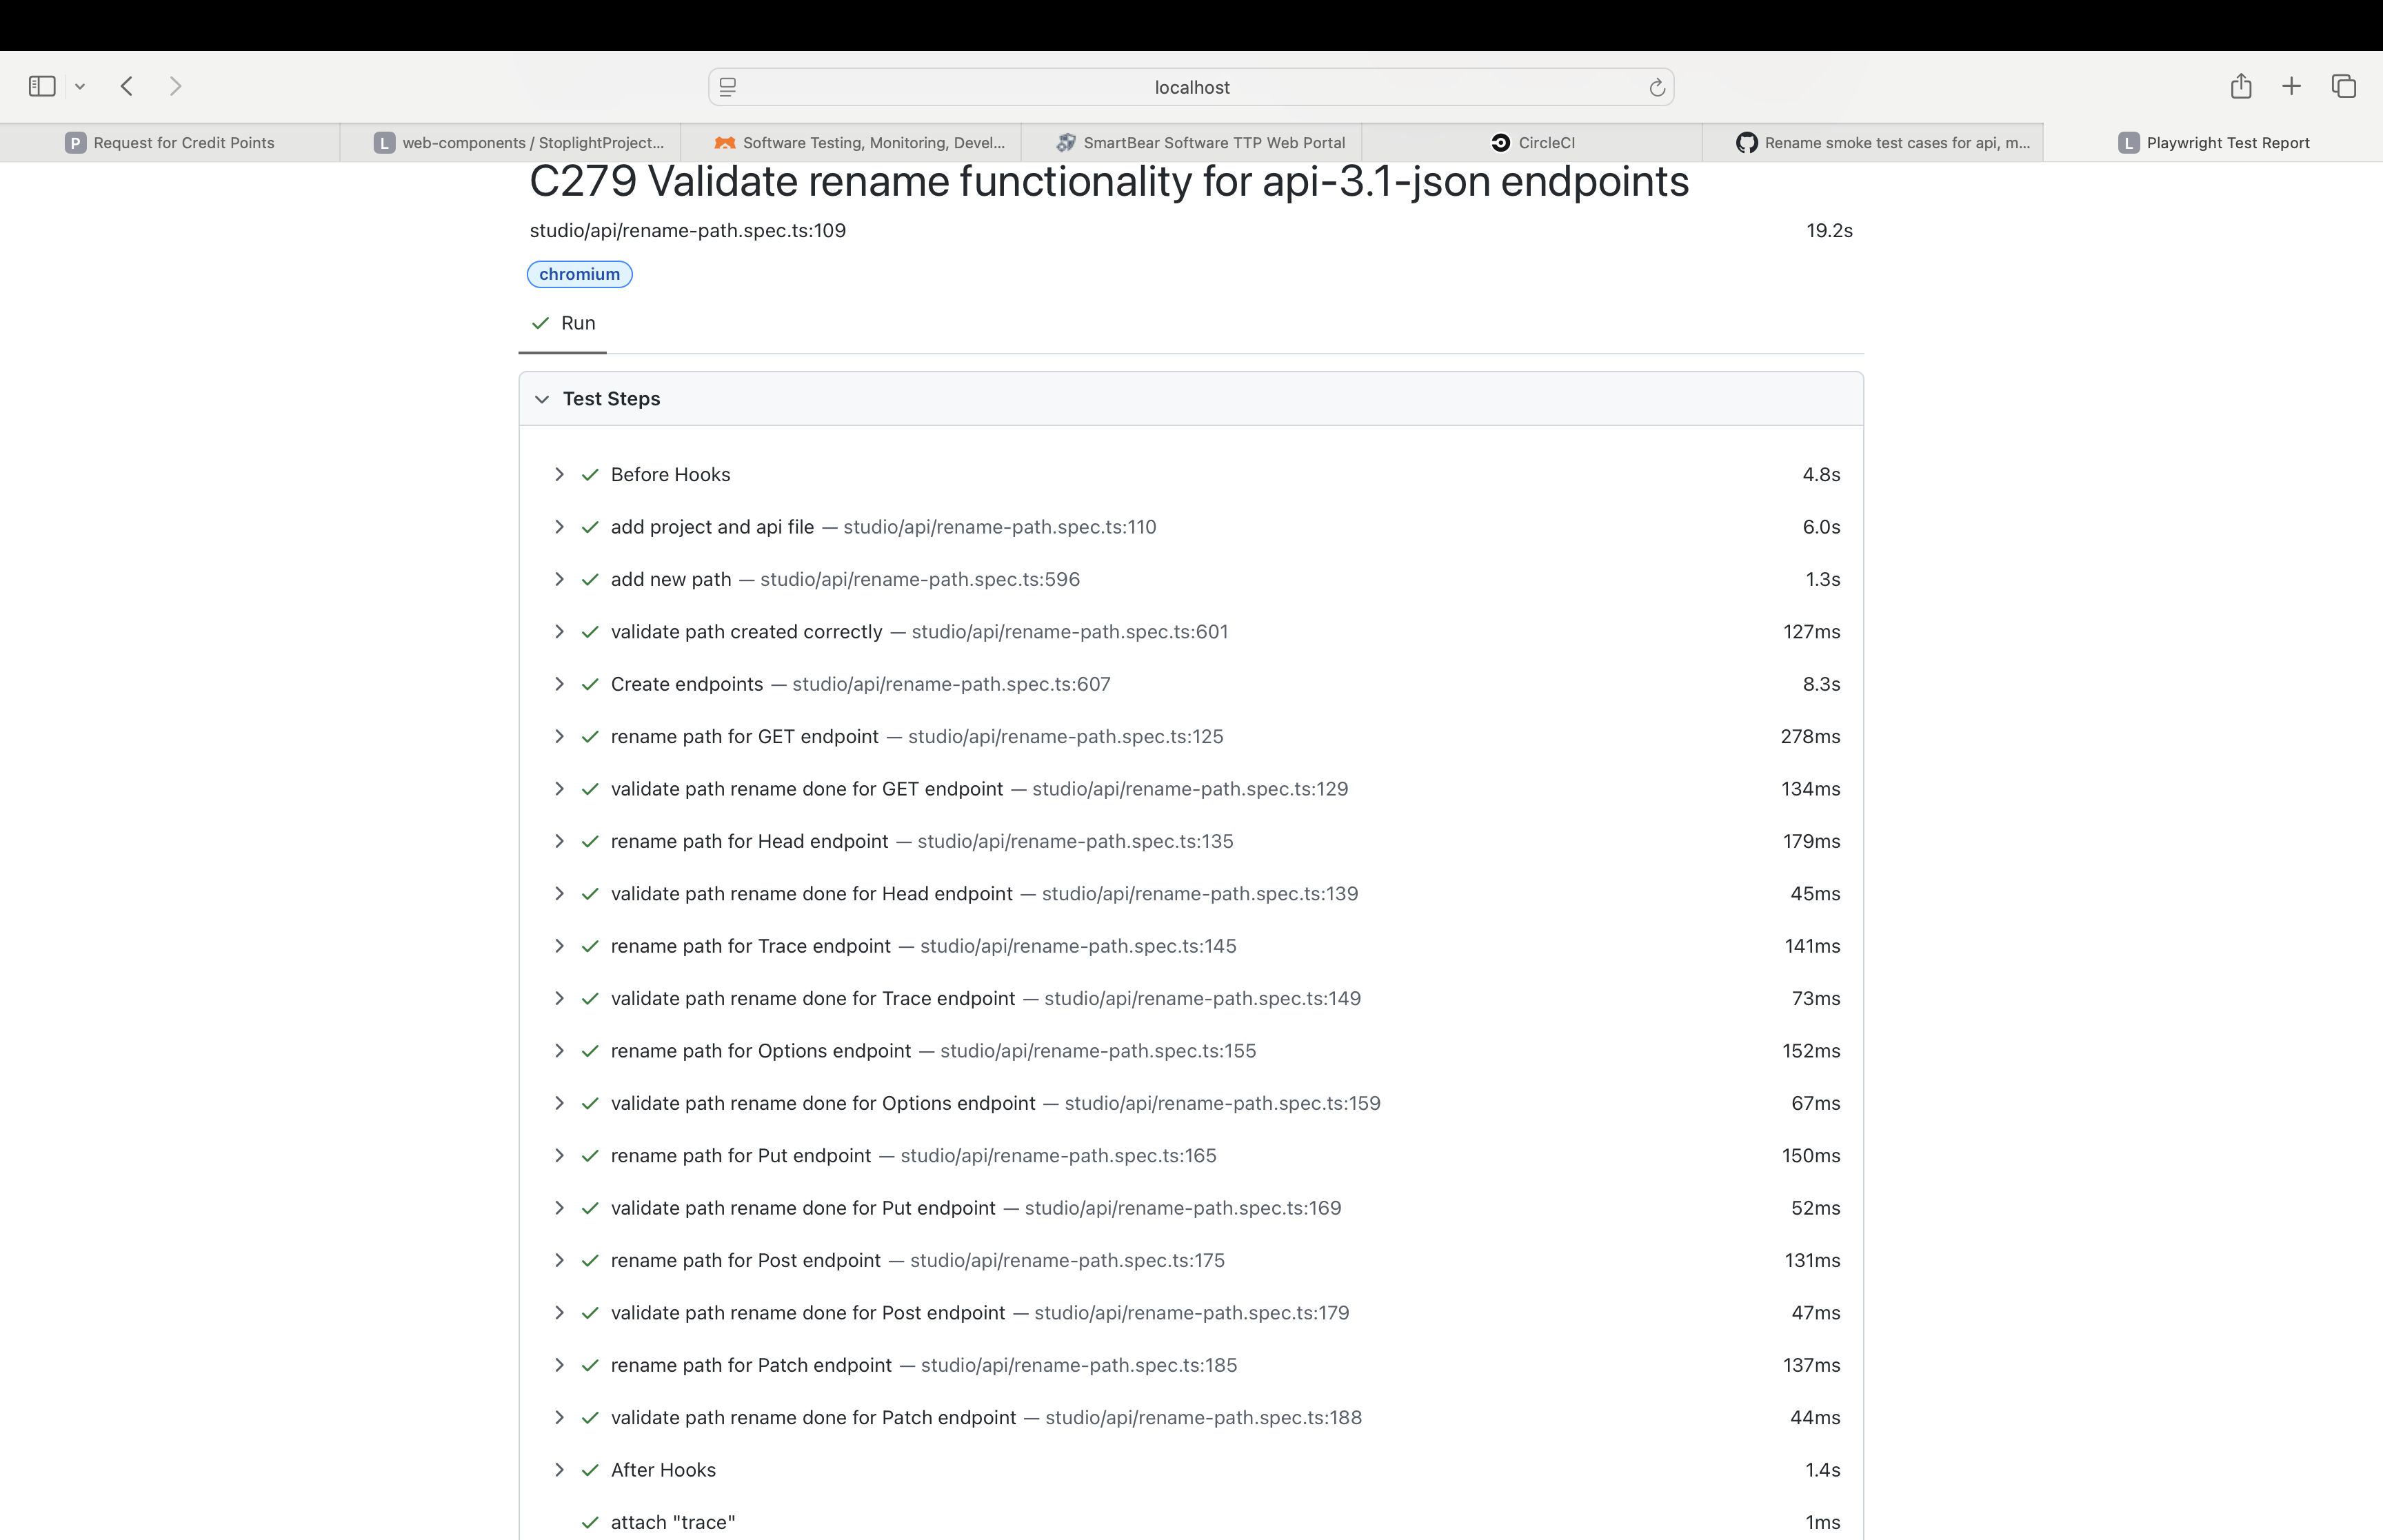 localhost
P Request for Credit Points
L web-components / StoplightProject...
Software Testing, Monitoring, Devel...
SmartBear Software TTP Web Portal
CircleCI
Rename smoke test cases for api, m...
L Playwright Test Report
C279 Validate rename functionality for api-3.1-json endpoints
studio/api/rename-path.spec.ts:109 19.2s
chromium
Run
Test Steps
Before Hooks 4.8s
add project and api file — studio/api/rename-path.spec.ts:110 6.0s
add new path — studio/api/rename-path.spec.ts:596 1.3s
validate path created correctly — studio/api/rename-path.spec.ts:601 127ms
Create endpoints — studio/api/rename-path.spec.ts:607 8.3s
rename path for GET endpoint — studio/api/rename-path.spec.ts:125 278ms
validate path rename done for GET endpoint — studio/api/rename-path.spec.ts:129 134ms
rename path for Head endpoint — studio/api/rename-path.spec.ts:135 179ms
validate path rename done for Head endpoint — studio/api/rename-path.spec.ts:139 45ms
rename path for Trace endpoint — studio/api/rename-path.spec.ts:145 141ms
validate path rename done for Trace endpoint — studio/api/rename-path.spec.ts:149 73ms
rename path for Options endpoint — studio/api/rename-path.spec.ts:155 152ms
validate path rename done for Options endpoint — studio/api/rename-path.spec.ts:159 67ms
rename path for Put endpoint — studio/api/rename-path.spec.ts:165 150ms
validate path rename done for Put endpoint — studio/api/rename-path.spec.ts:169 52ms
rename path for Post endpoint — studio/api/rename-path.spec.ts:175 131ms
validate path rename done for Post endpoint — studio/api/rename-path.spec.ts:179 47ms
rename path for Patch endpoint — studio/api/rename-path.spec.ts:185 137ms
validate path rename done for Patch endpoint — studio/api/rename-path.spec.ts:188 44ms
After Hooks 1.4s
attach "trace" 1ms